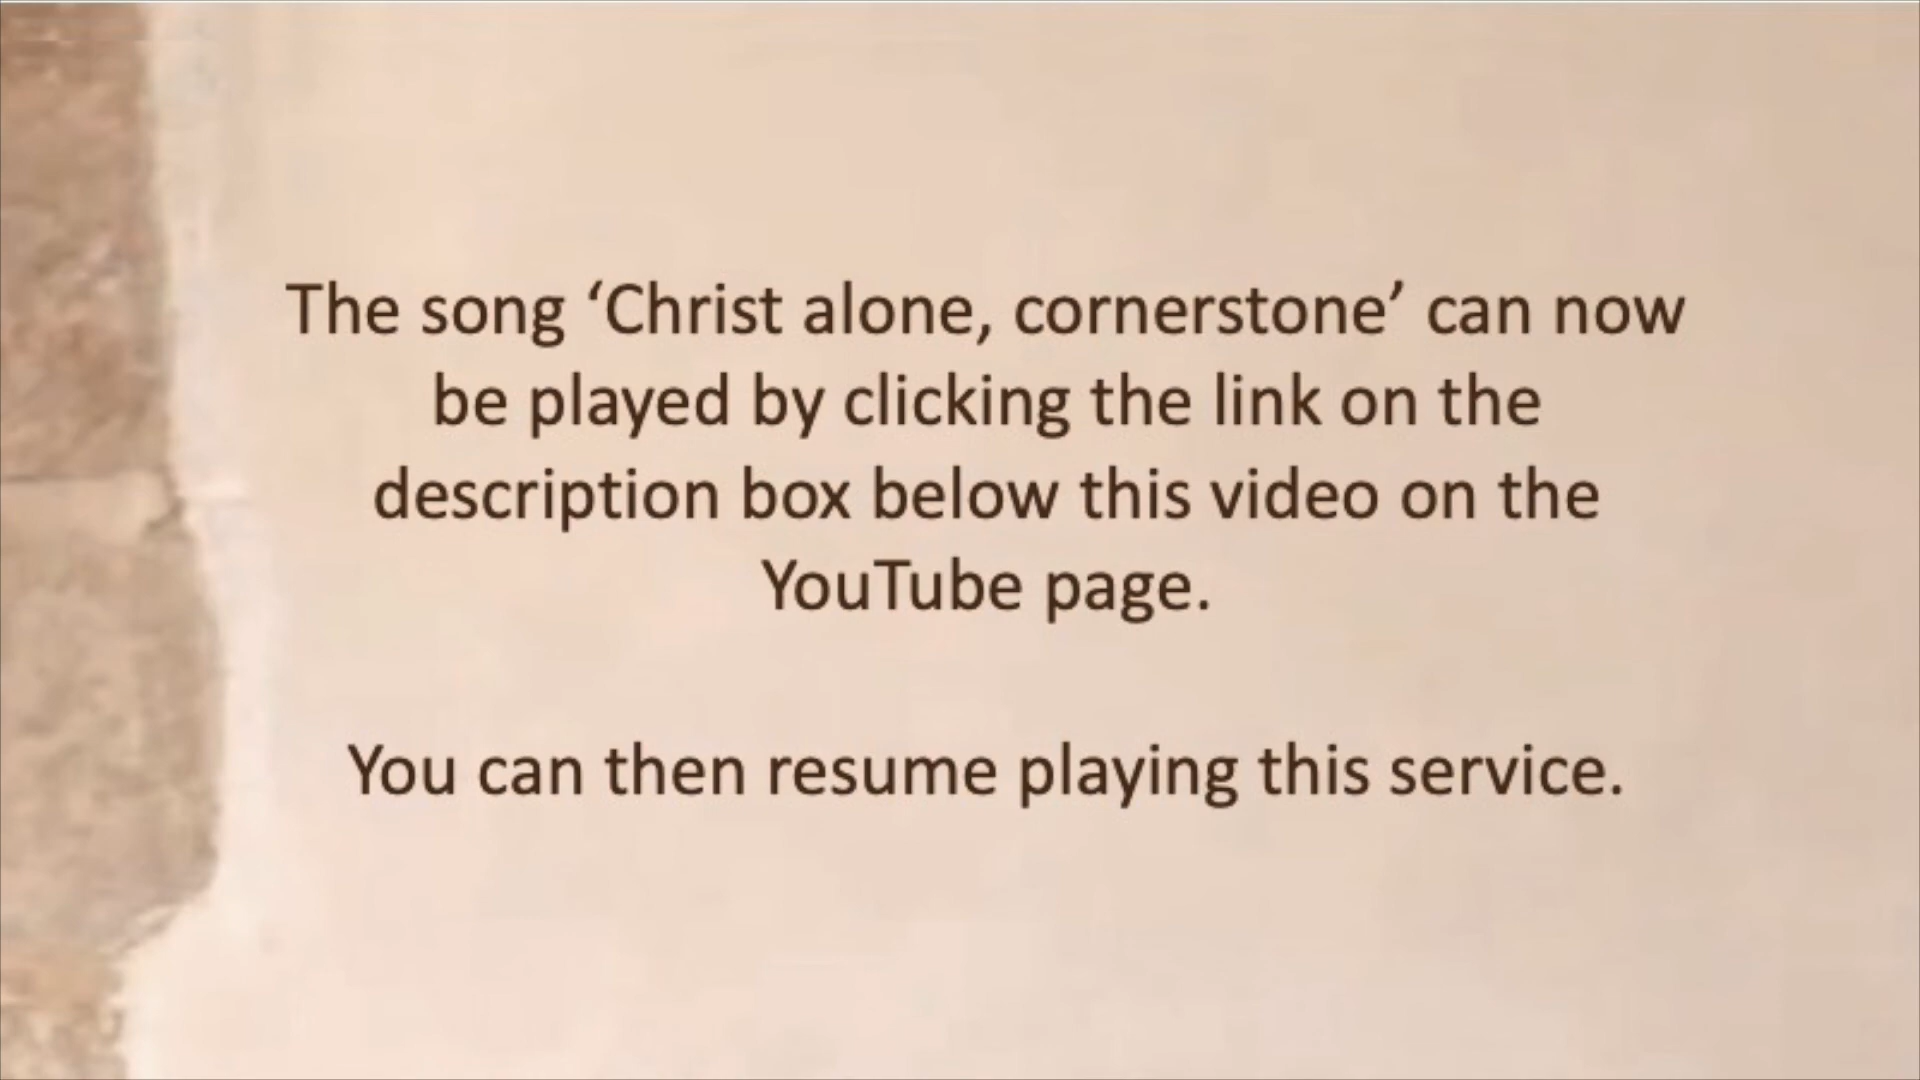 The song ‘Christ alone, cornerstone’ can now
be played by clicking the link on the
description box below this video on the
YouTube page.
You can then resume playing this service.